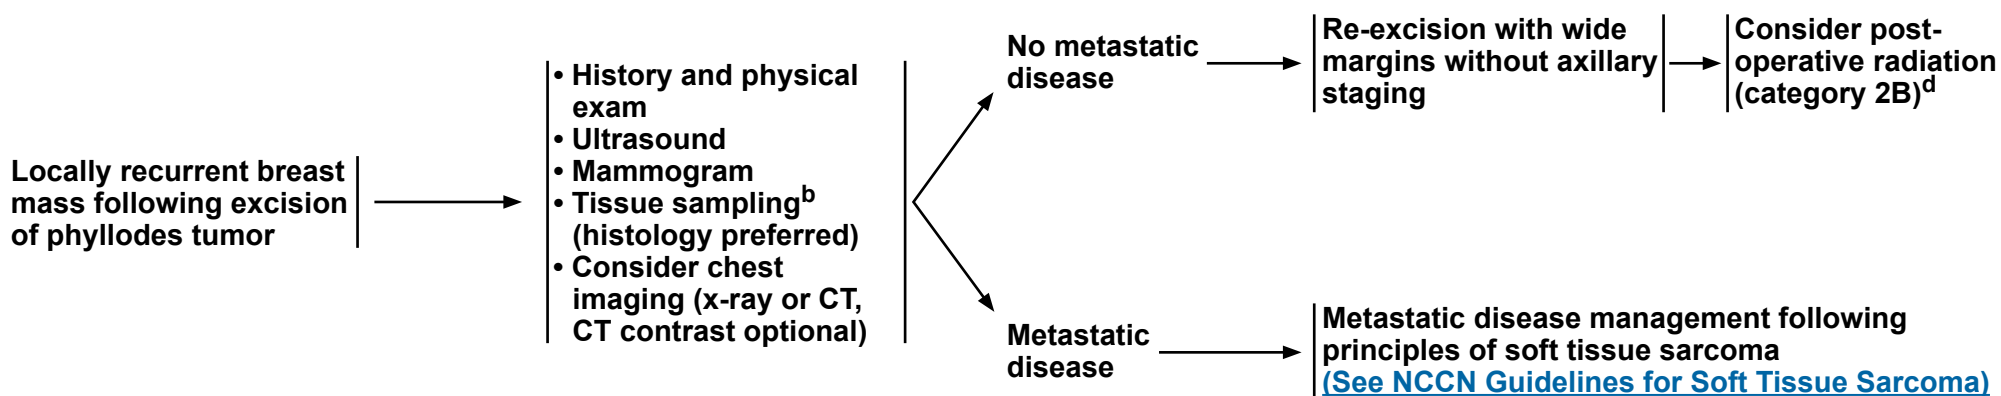 Locally recurrent breast
mass following excision
of phyllodes tumor
• History and physical
exam
• Ultrasound
• Mammogram
• Tissue samplingᵇ
(histology preferred)
• Consider chest
imaging (x-ray or CT,
CT contrast optional)
No metastatic
disease
Re-excision with wide
margins without axillary
staging
Consider post-
operative radiation
(category 2B)ᵈ
Metastatic
disease
Metastatic disease management following
principles of soft tissue sarcoma
(See NCCN Guidelines for Soft Tissue Sarcoma)